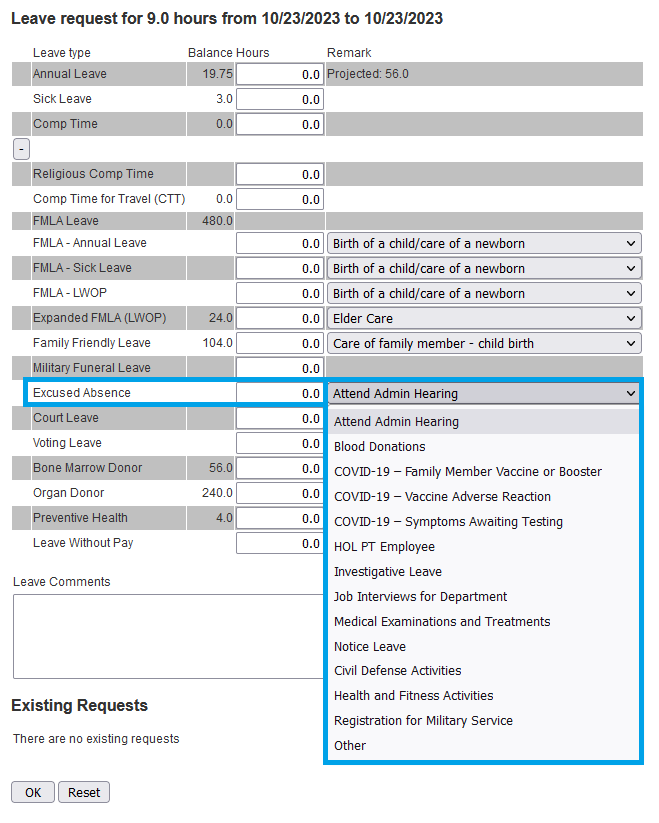 Leave request for 9.0 hours from 10/23/2023 to 10/23/2023
Leave type Balance Hours Remark
Annual Leave 19.75 0.0 Projected: 56.0
Sick Leave 3.0 0.0
Comp Time 0.0 0.0
-
Religious Comp Time 0.0
Comp Time for Travel (CTT) 0.0 0.0
FMLA Leave 480.0
FMLA - Annual Leave 0.0 Birth of a child/care of a newborn
FMLA - Sick Leave 0.0 Birth of a child/care of a newborn
FMLA - LWOP 0.0 Birth of a child/care of a newborn
Expanded FMLA (LWOP) 24.0 0.0 Elder Care
Family Friendly Leave 104.0 0.0 Care of family member - child birth
Military Funeral Leave 0.0
Excused Absence 0.0 Attend Admin Hearing
Court Leave 0.0 Attend Admin Hearing
Voting Leave 0.0 Blood Donations
Bone Marrow Donor 56.0 0.0 COVID-19 – Family Member Vaccine or Booster
Organ Donor 240.0 0.0 COVID-19 – Vaccine Adverse Reaction
Preventive Health 4.0 0.0 COVID-19 – Symptoms Awaiting Testing
Leave Without Pay 0.0 HOL PT Employee
Investigative Leave
Leave Comments
Job Interviews for Department
Medical Examinations and Treatments
Notice Leave
Civil Defense Activities
Health and Fitness Activities
Existing Requests
Registration for Military Service
There are no existing requests
Other
OK Reset